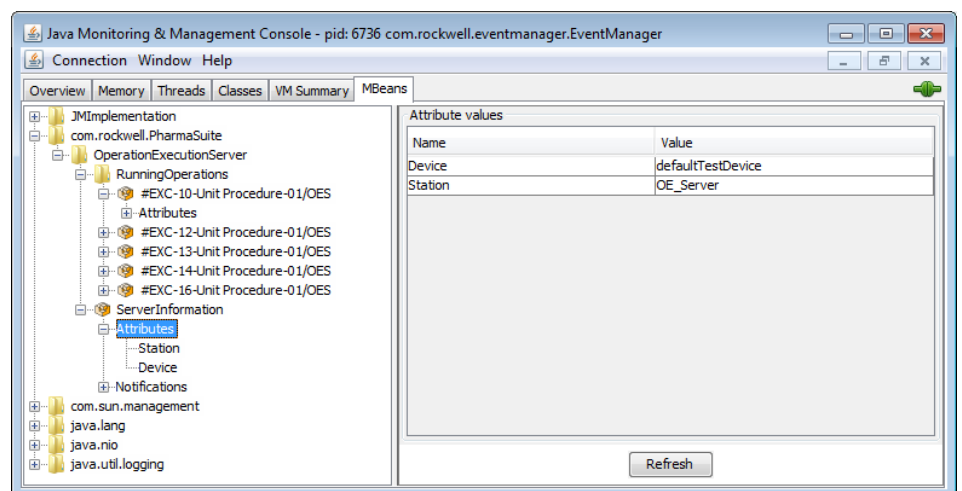 Java Monitoring & Management Console - pid: 6736 com.rockwell.eventmanager.EventManager
Connection Window Help
Overview Memory Threads Classes VM Summary MBeans
JMImplementation
com.rockwell.PharmaSuite
OperationExecutionServer
RunningOperations
#EXC-10-Unit Procedure-01/OES
Attributes
#EXC-12-Unit Procedure-01/OES
#EXC-13-Unit Procedure-01/OES
#EXC-14-Unit Procedure-01/OES
#EXC-16-Unit Procedure-01/OES
ServerInformation
Attributes
Station
Device
Notifications
com.sun.management
java.lang
java.nio
java.util.logging
Attribute values
Name Value
Device defaultTestDevice
Station OE_Server
Refresh